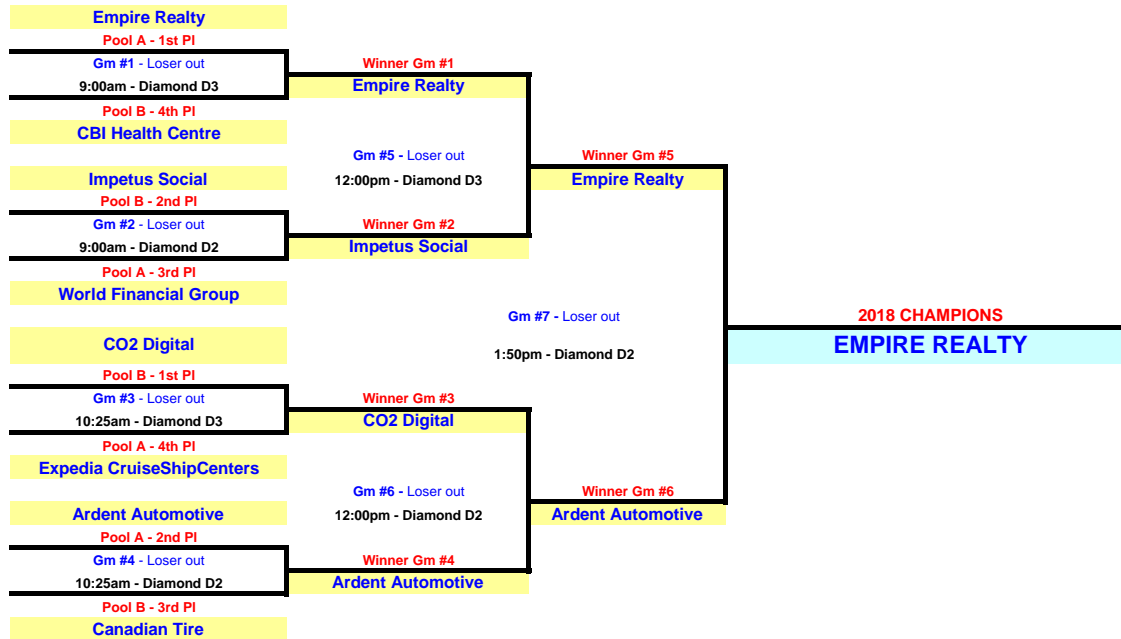 Empire Realty
Pool A - 1st Pl
Gm #1 - Loser out
9:00am - Diamond D3
Pool B - 4th Pl
CBI Health Centre
Impetus Social
Pool B - 2nd Pl
Gm #2 - Loser out
9:00am - Diamond D2
Pool A - 3rd Pl
World Financial Group
CO2 Digital
Pool B - 1st Pl
Gm #3 - Loser out
10:25am - Diamond D3
Pool A - 4th Pl
Expedia CruiseShipCenters
Ardent Automotive
Pool A - 2nd Pl
Gm #4 - Loser out
10:25am - Diamond D2
Pool B - 3rd Pl
Canadian Tire
Winner Gm #1
Empire Realty
Gm #5 - Loser out
12:00pm - Diamond D3
Winner Gm #2
Impetus Social
Winner Gm #3
CO2 Digital
Gm #6 - Loser out
12:00pm - Diamond D2
Winner Gm #4
Ardent Automotive
Winner Gm #5
Empire Realty
Gm #7 - Loser out
1:50pm - Diamond D2
Winner Gm #6
Ardent Automotive
2018 CHAMPIONS
EMPIRE REALTY